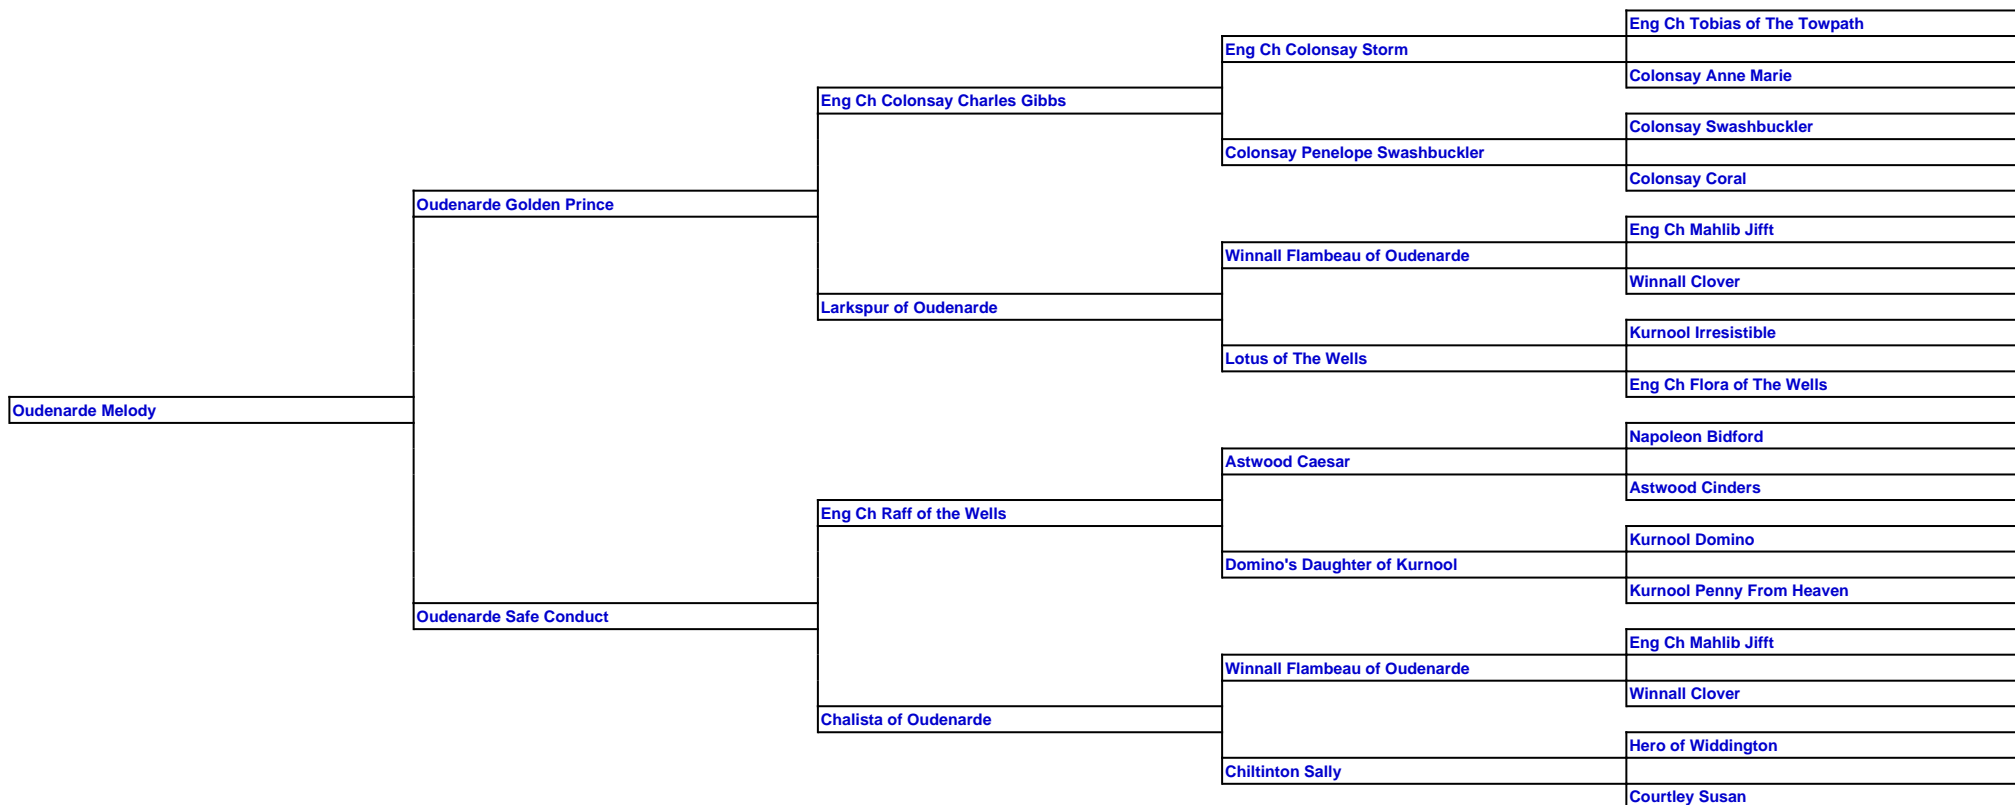 Eng Ch Tobias of The Towpath
Eng Ch Colonsay Storm
Colonsay Anne Marie
Eng Ch Colonsay Charles Gibbs
Colonsay Swashbuckler
Colonsay Penelope Swashbuckler
Colonsay Coral
Oudenarde Golden Prince
Eng Ch Mahlib Jifft
Winnall Flambeau of Oudenarde
Winnall Clover
Larkspur of Oudenarde
Kurnool Irresistible
Lotus of The Wells
Eng Ch Flora of The Wells
Oudenarde Melody
Napoleon Bidford
Astwood Caesar
Astwood Cinders
Eng Ch Raff of the Wells
Kurnool Domino
Domino's Daughter of Kurnool
Kurnool Penny From Heaven
Oudenarde Safe Conduct
Eng Ch Mahlib Jifft
Winnall Flambeau of Oudenarde
Winnall Clover
Chalista of Oudenarde
Hero of Widdington
Chiltinton Sally
Courtley Susan